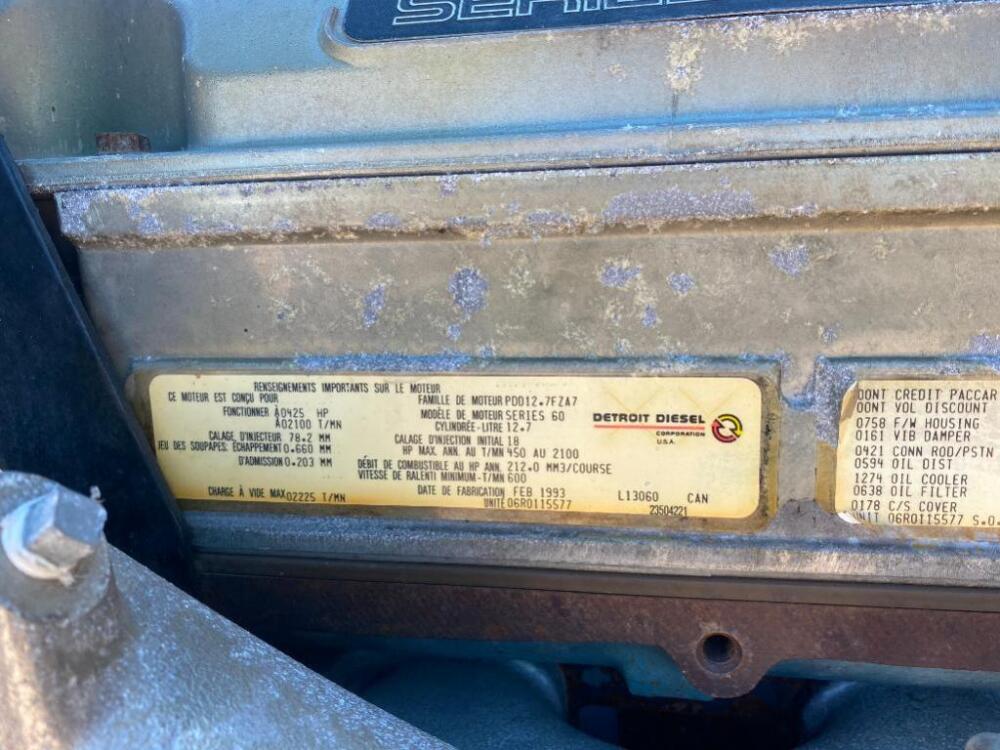 SERIES
RENSEIGNEMENTS IMPORTANTS SUR LE MOTEUR
CE MOTEUR EST CONÇU POUR
FONCTIONNER À 0425 HP
À 02100 T/MN
CALAGE D'INJECTEUR 78.2 MM
JEU DES SOUPAPES: ÉCHAPPEMENT 0.660 MM
D'ADMISSION 0.203 MM
CHARGE À VIDE MAX 02225 T/MN
FAMILLE DE MOTEUR PDD12.7FZA7
MODÈLE DE MOTEUR SERIES 60
CYLINDRÉE-LITRE 12.7
CALAGE D'INJECTION INITIAL 18
HP MAX. ANN. AU T/MN 450 AU 2100
DÉBIT DE COMBUSTIBLE AU HP ANN. 212.0 MM3/COURSE
VITESSE DE RALENTI MINIMUM-T/MN 600
DATE DE FABRICATION FEB 1993
UNITÉ 06R0115577
DETROIT DIESEL
CORPORATION
U.S.A.
L13060 CAN
23504221
DONT CREDIT PACCAR
DONT VOL DISCOUNT
0758 F/W HOUSING
0161 VIB DAMPER
0421 CONN ROD/PSTN
0594 OIL DIST
1274 OIL COOLER
0638 OIL FILTER
0178 C/S COVER
UNIT 06R0115577 S.O